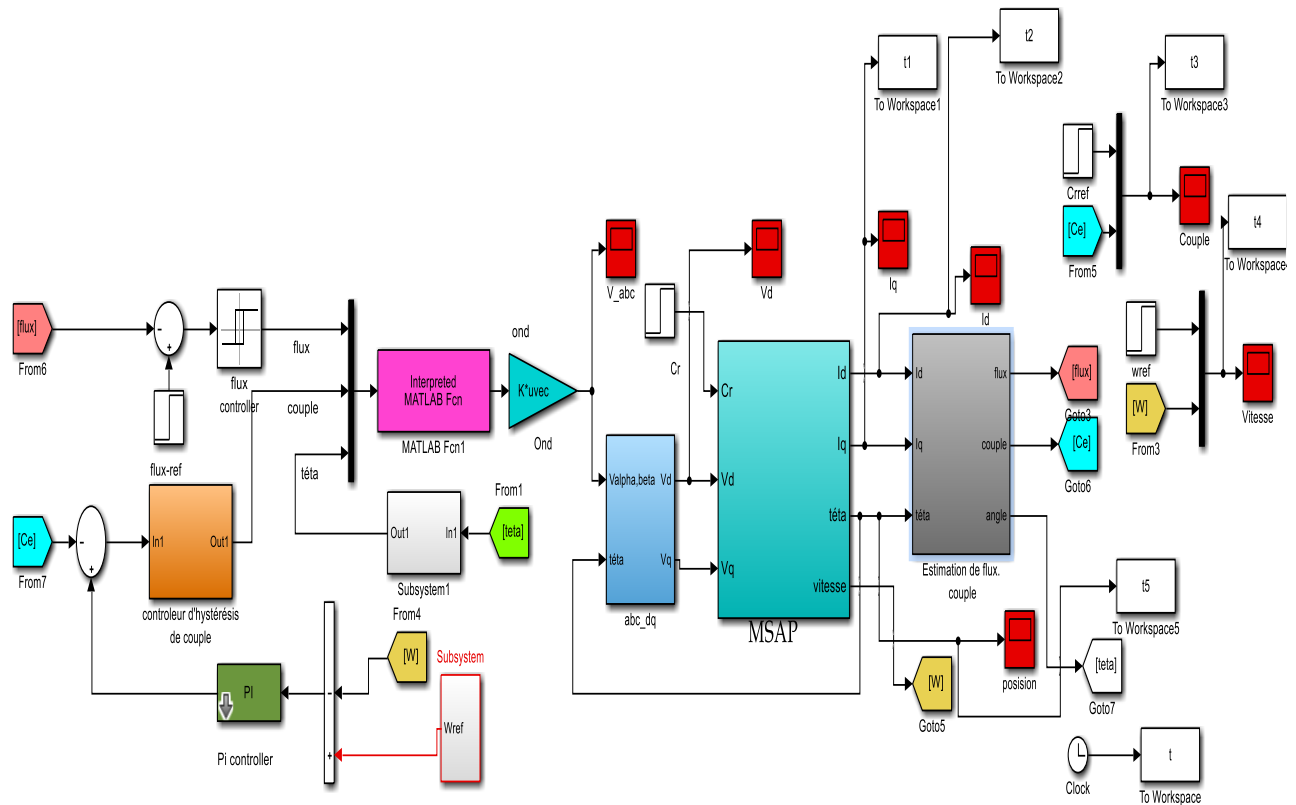 t1
To Workspace1
t2
To Workspace2
t3
To Workspace3
Crref
[Ce]
From5
Couple
t4
To Workspace
wref
[W]
From3
Vitesse
[flux]
From6
-
+
flux-ref
flux
controller
flux
couple
téta
Interpreted
MATLAB Fcn
MATLAB Fcn1
ond
K*uvec
Ond
V_abc
Vd
Cr
Iq
Id
[Ce]
From7
-
+
In1
Out1
controleur d'hystérésis
de couple
Out1
In1
Subsystem1
From1
[teta]
Valpha,beta
Vd
téta
Vq
abc_dq
Cr
Vd
Vq
Id
Iq
téta
vitesse
MSAP
Id
Iq
téta
flux
couple
angle
Estimation de flux.
couple
[flux]
Goto3
[Ce]
Goto6
t5
To Workspace5
[teta]
Goto7
posision
[W]
Goto5
From4
[W]
Subsystem
Wref
-
+
PI
Pi controller
Clock
t
To Workspace